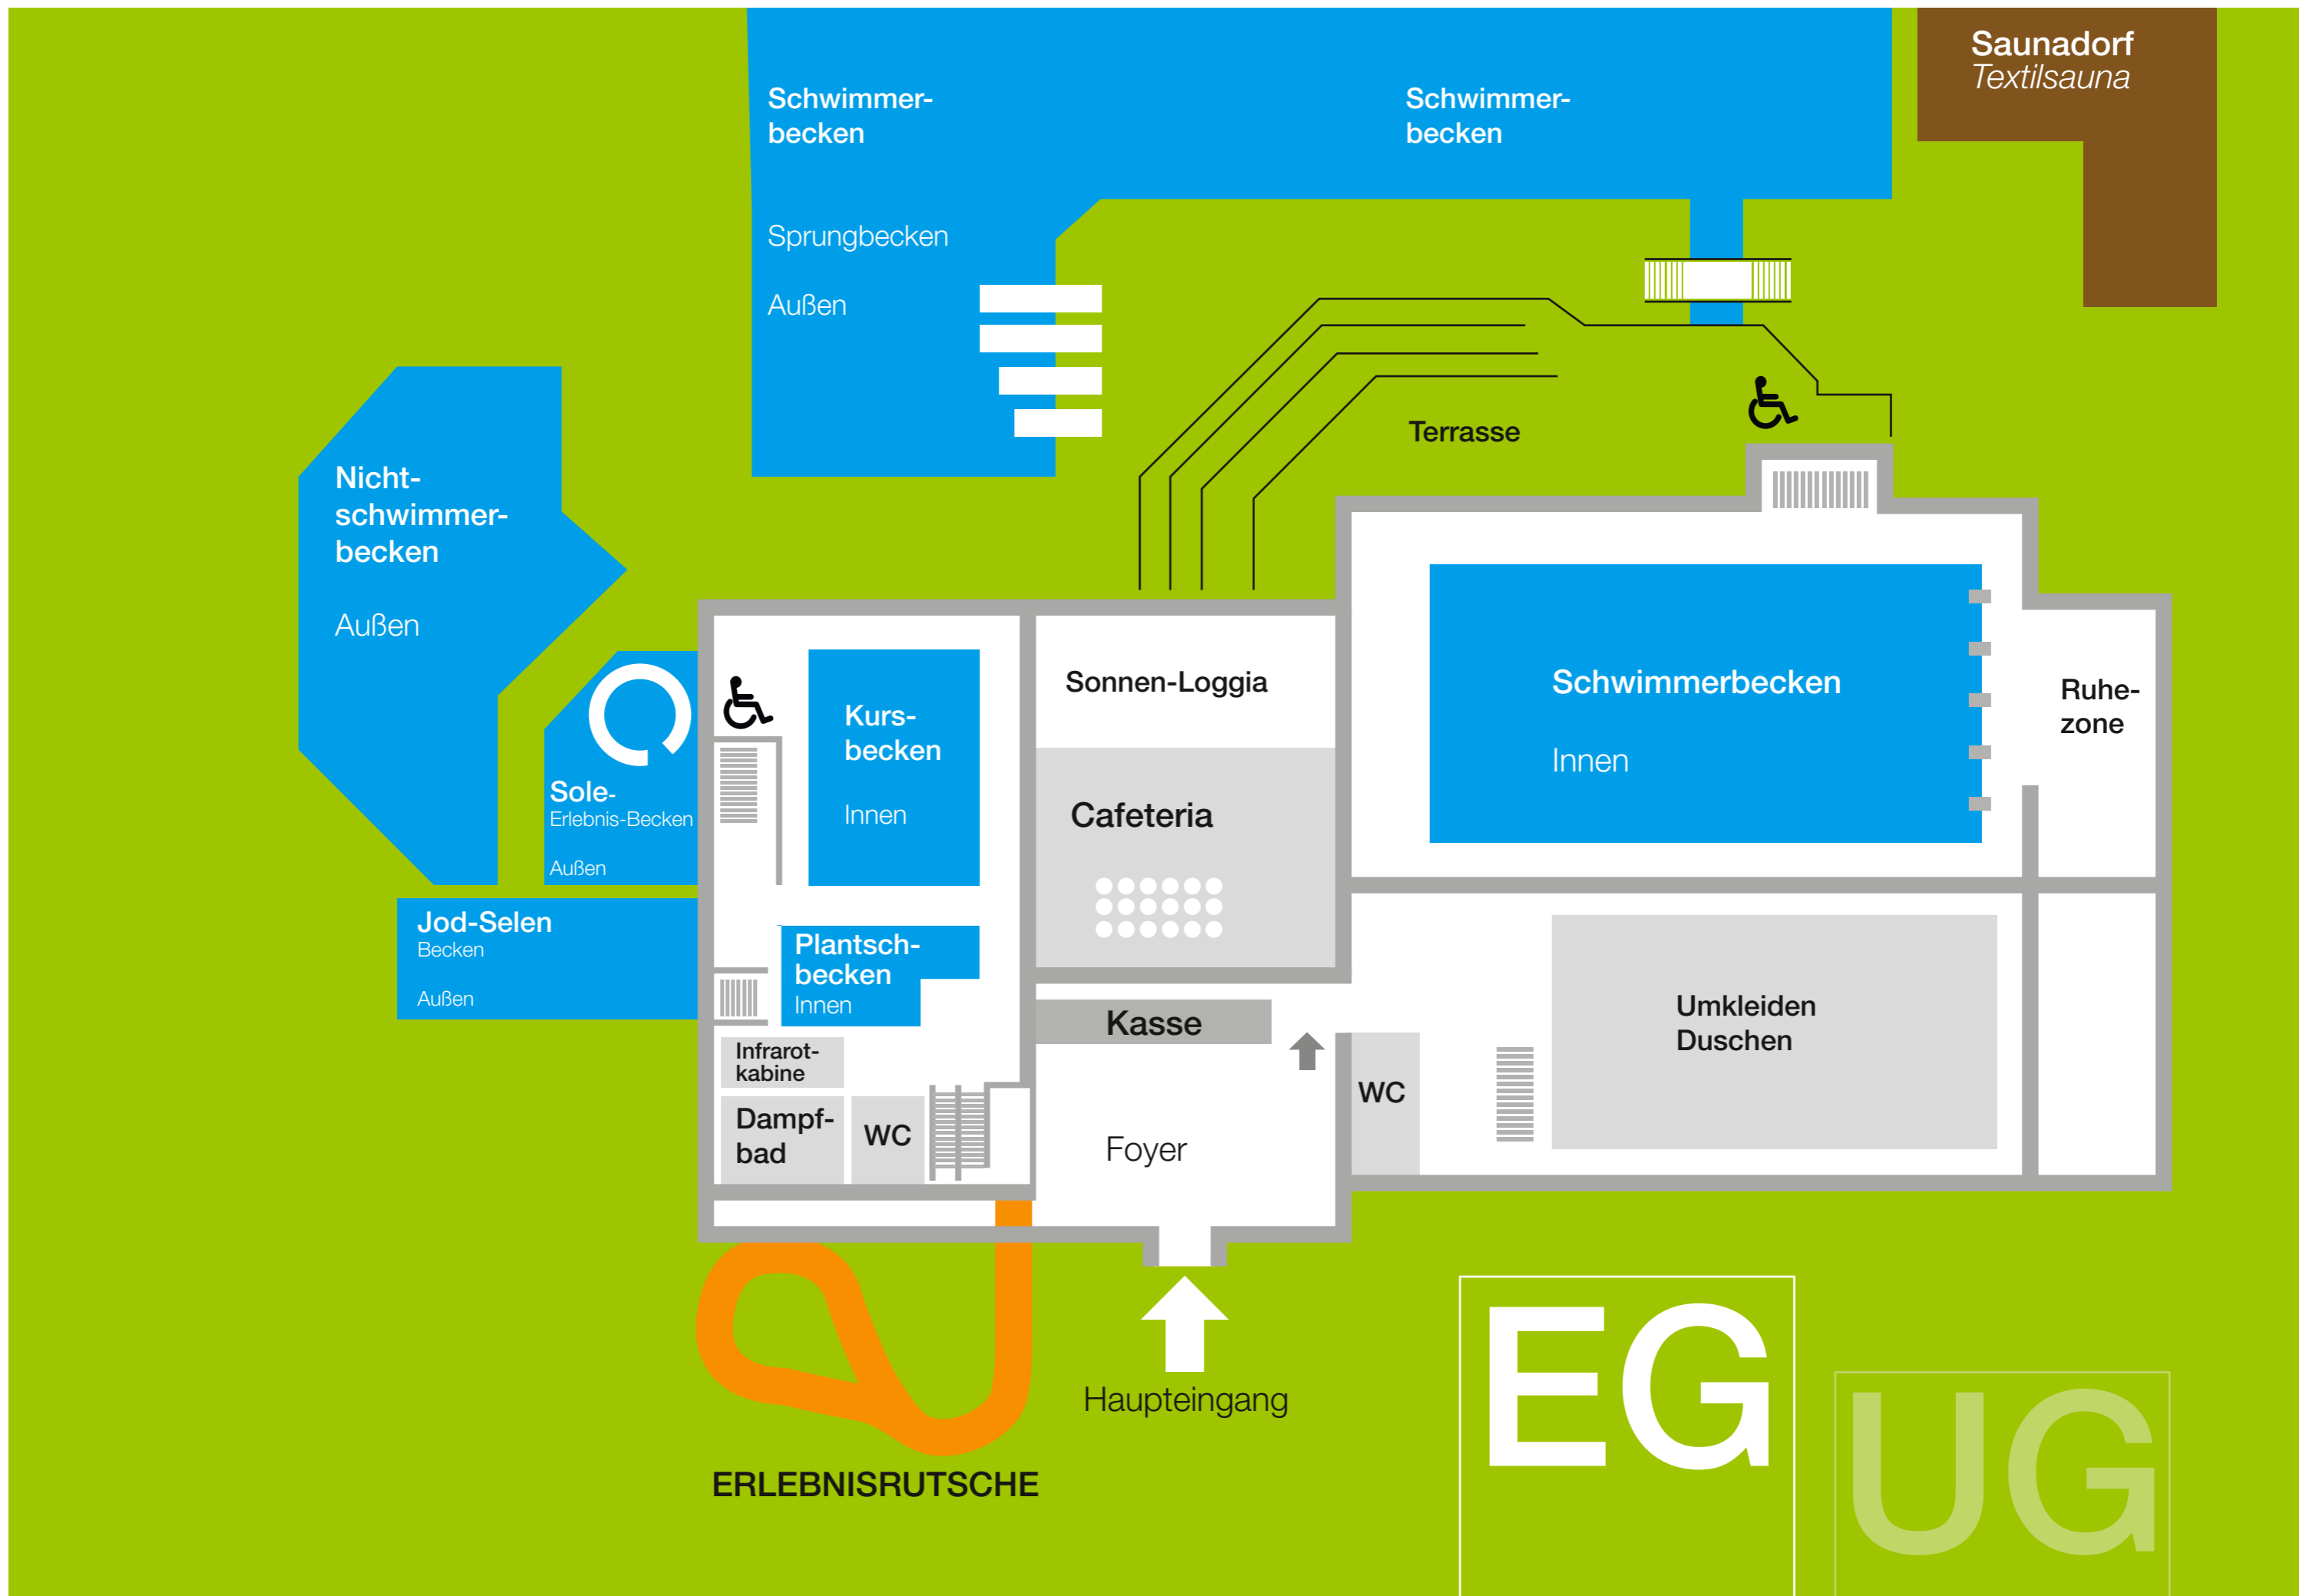 Saunadorf
Textilsauna
Schwimmer-
becken
Schwimmer-
becken
Sprungbecken
Außen
Terrasse
Nicht-
schwimmer-
becken
Außen
Sonnen-Loggia
Schwimmerbecken
Innen
Ruhe-
zone
Kurs-
becken
Innen
Sole-
Erlebnis-Becken
Außen
Cafeteria
Jod-Selen
Becken
Außen
Plantsch-
becken
Innen
Kasse
Umkleiden
Duschen
Infrarot-
kabine
Dampf-
bad
WC
Foyer
WC
Haupteingang
ERLEBNISRUTSCHE
EG
UG